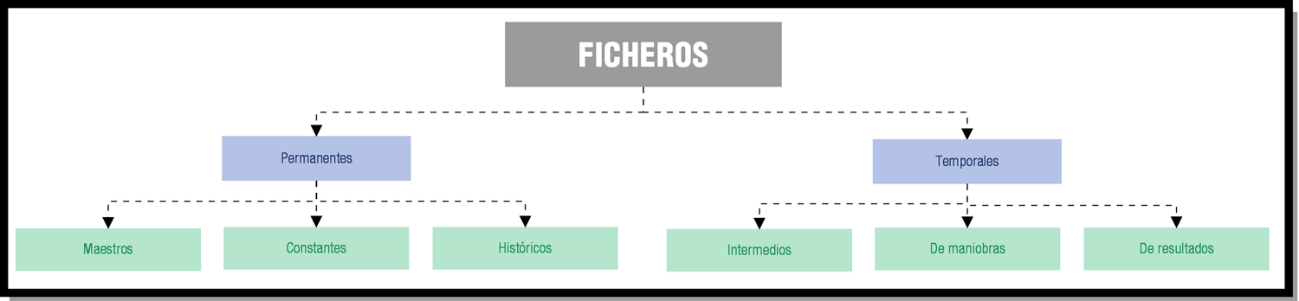 FICHEROS
Permanentes
Temporales
Maestros
Constantes
Históricos
Intermedios
De maniobras
De resultados